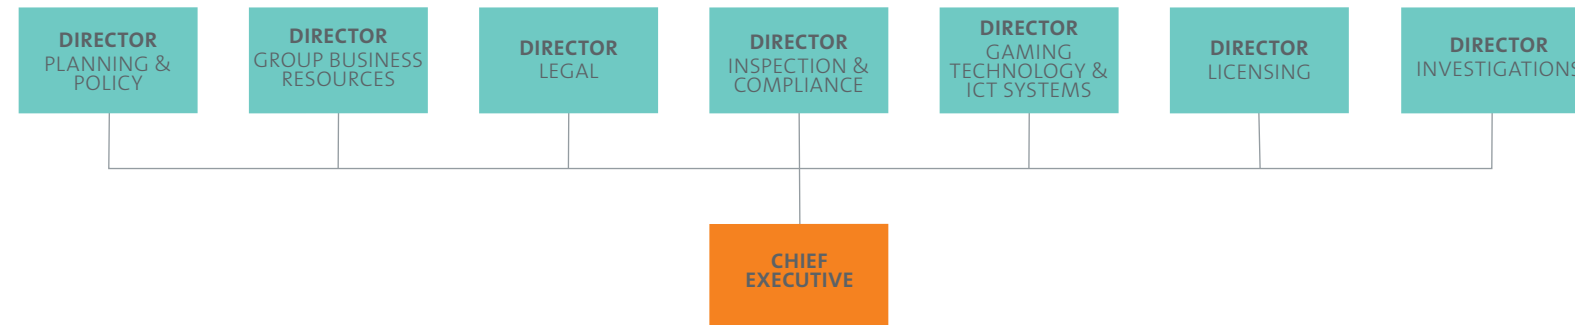 DIRECTOR
PLANNING &
POLICY
DIRECTOR
GROUP BUSINESS
RESOURCES
DIRECTOR
LEGAL
DIRECTOR
INSPECTION &
COMPLIANCE
DIRECTOR
GAMING
TECHNOLOGY &
ICT SYSTEMS
DIRECTOR
LICENSING
DIRECTOR
INVESTIGATIONS
CHIEF
EXECUTIVE